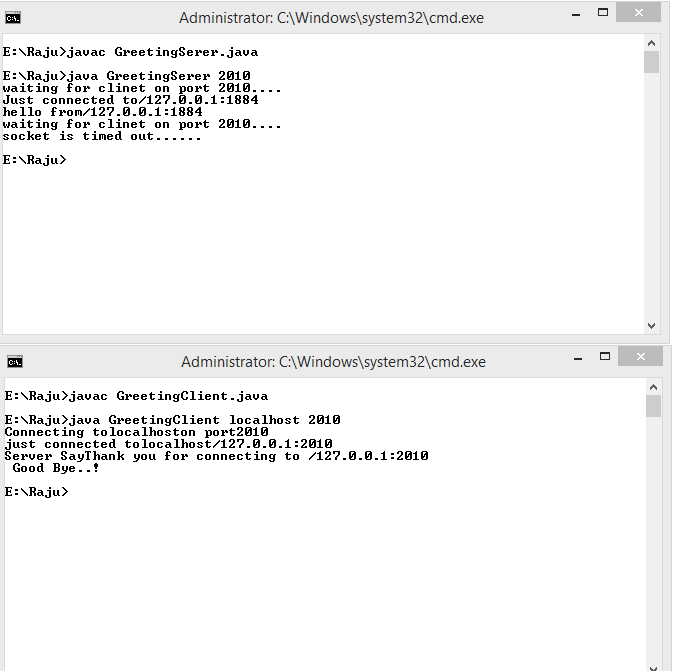 Administrator: C:\Windows\system32\cmd.exe
E:\Raju>javac GreetingSerer.java
E:\Raju>java GreetingSerer 2010
waiting for clinet on port 2010....
Just connected to/127.0.0.1:1884
hello from/127.0.0.1:1884
waiting for clinet on port 2010....
socket is timed out......
E:\Raju>
Administrator: C:\Windows\system32\cmd.exe
E:\Raju>javac GreetingClient.java
E:\Raju>java GreetingClient localhost 2010
Connecting tolocalhoston port2010
just connected tolocalhost/127.0.0.1:2010
Server SayThank you for connecting to /127.0.0.1:2010
 Good Bye..!
E:\Raju>